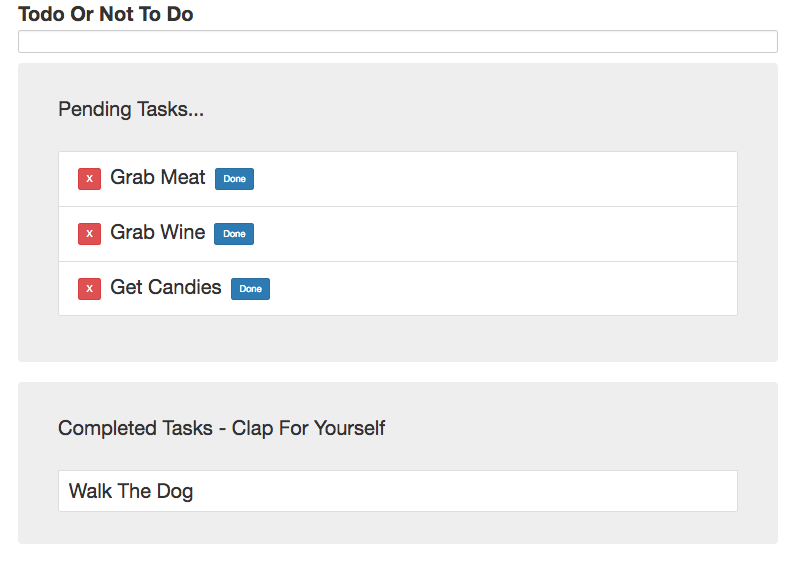 Todo Or Not To Do
Pending Tasks...
X Grab Meat Done
X Grab Wine Done
X Get Candies Done
Completed Tasks - Clap For Yourself
Walk The Dog